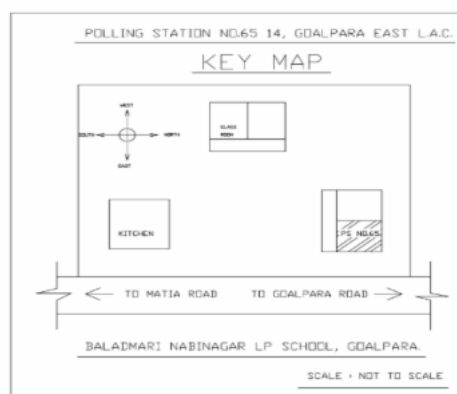 POLLING STATION NO.65 14, GOALPARA EAST L.A.C.
KEY MAP
WEST
SOUTH
NORTH
EAST
CLASS
ROOM
KITCHEN
PS NO.65
TO MATIA ROAD TO GOALPARA ROAD
BALADMARI NABINAGAR LP SCHOOL, GOALPARA.
SCALE : NOT TO SCALE